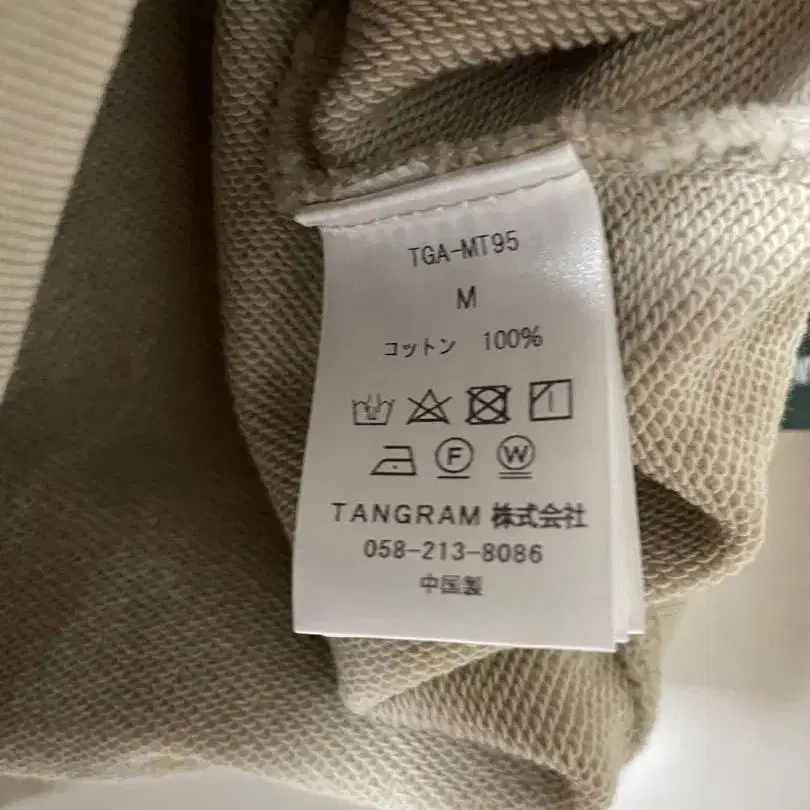 TGA-MT95
M
コットン 100%
F W
TANGRAM 株式会社
058-213-8086
中国製